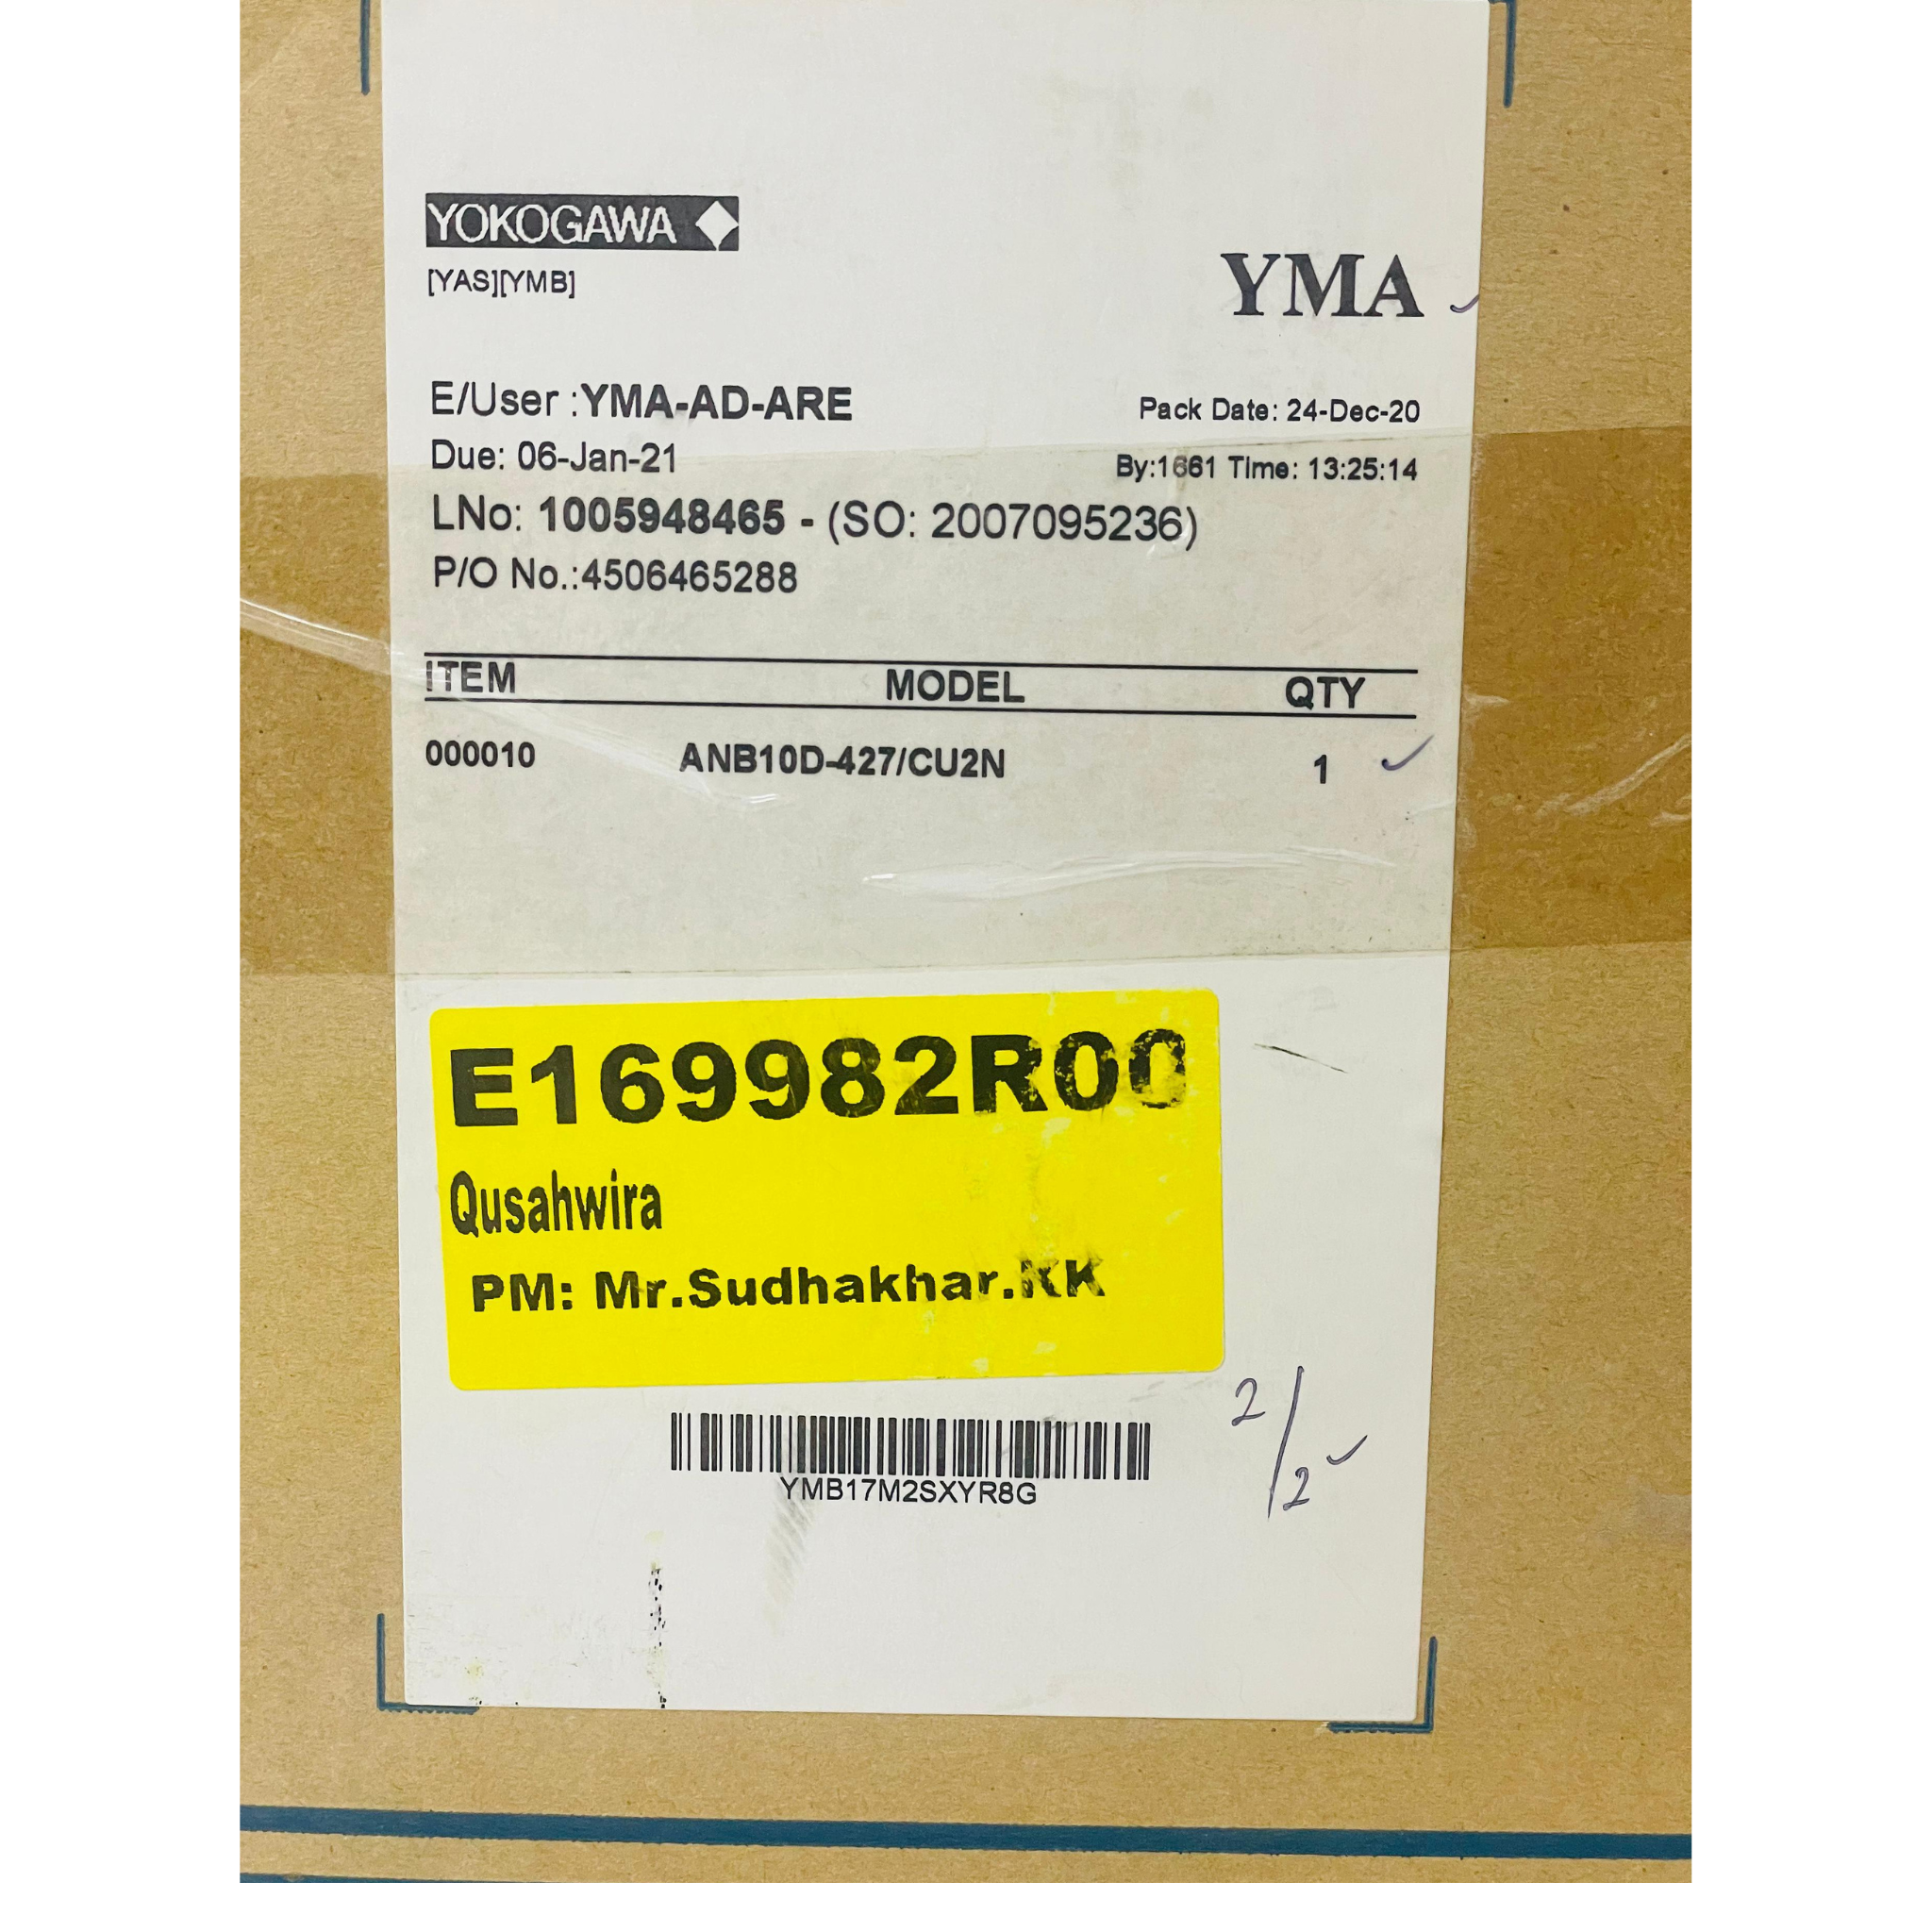 YOKOGAWA
[YAS][YMB]
YMA
E/User :YMA-AD-ARE
Pack Date: 24-Dec-20
Due: 06-Jan-21
By:1661 Time: 13:25:14
LNo: 1005948465 - (SO: 2007095236)
P/O No.:4506465288
ITEM MODEL QTY
000010 ANB10D-427/CU2N 1
E169982R00
Qusahwira
PM: Mr.Sudhakhar.KK
2/2
YMB17M2SXYR8G